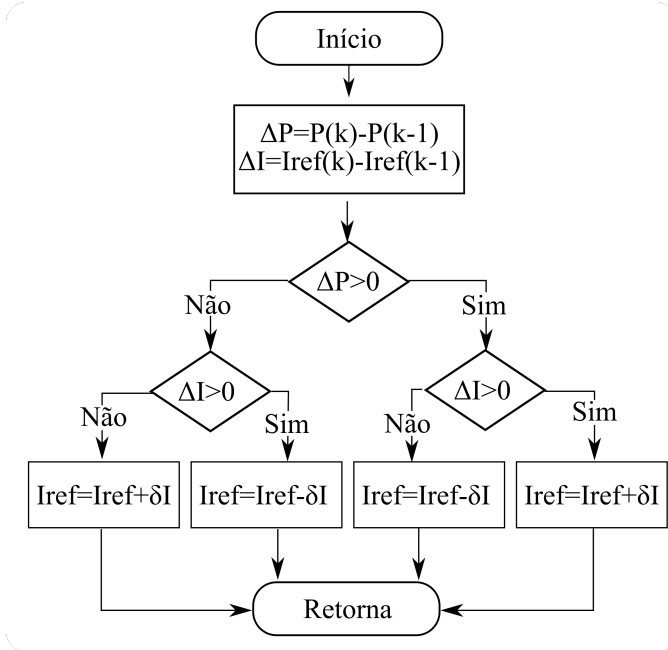 Início
ΔP=P(k)-P(k-1)
ΔI=Iref(k)-Iref(k-1)
ΔP>0
Não
Sim
ΔI>0
ΔI>0
Não
Sim
Não
Sim
Iref=Iref+δI
Iref=Iref-δI
Iref=Iref-δI
Iref=Iref+δI
Retorna